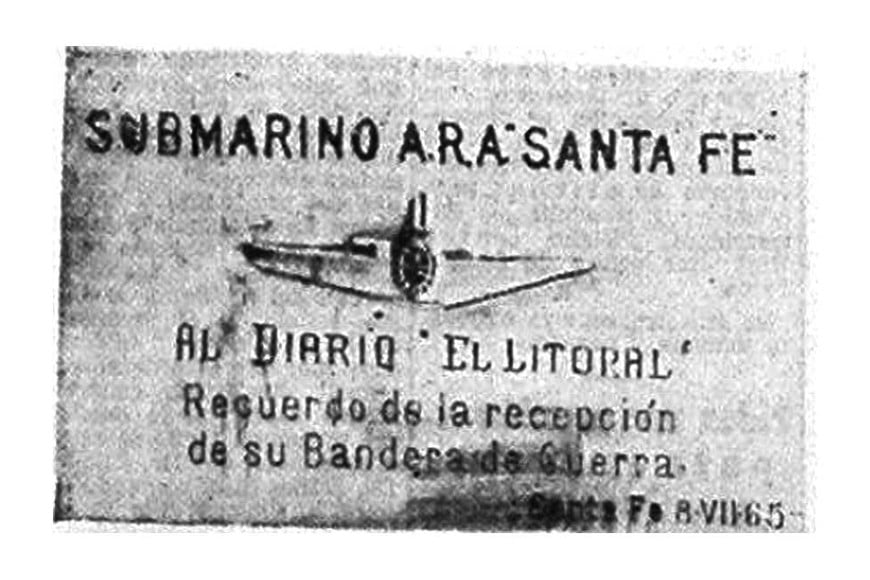 SUBMARINO A.R.A "SANTA FE"
AL DIARIO "EL LITORAL"
Recuerdo de la recepción
de su Bandera de Guerra.
Santa Fe 8·VII·65